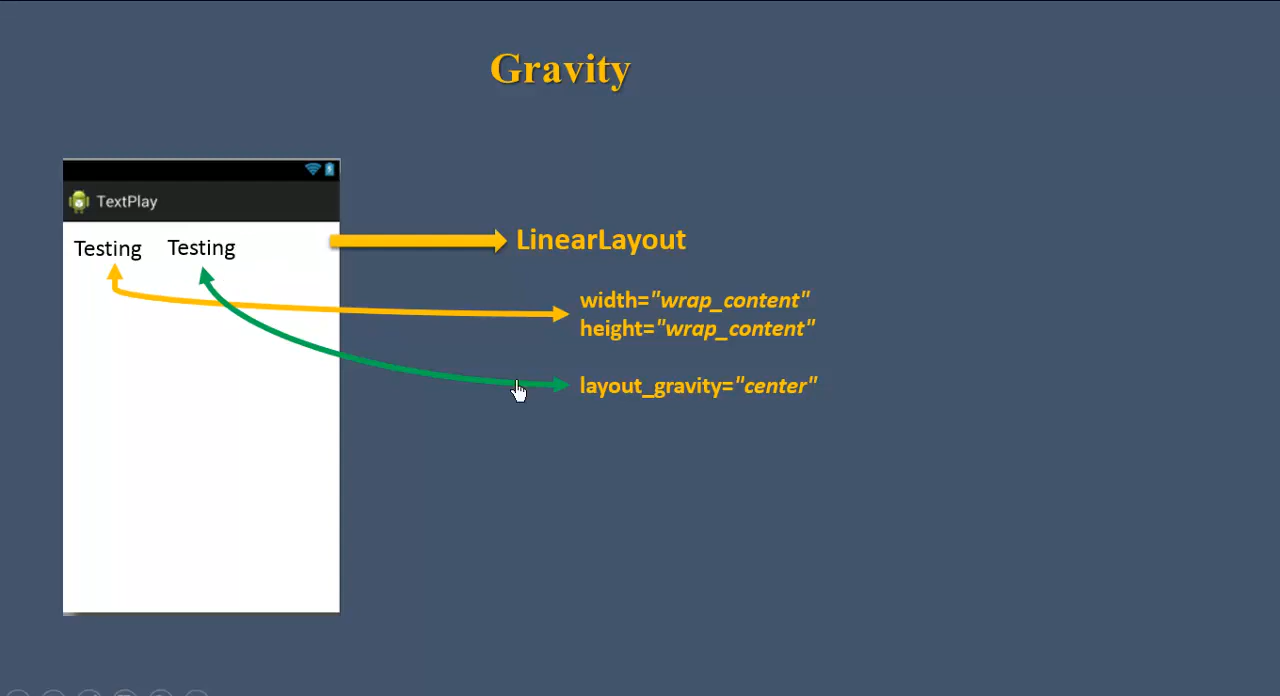 Gravity
TextPlay
Testing Testing
LinearLayout
width="wrap_content"
height="wrap_content"
layout_gravity="center"